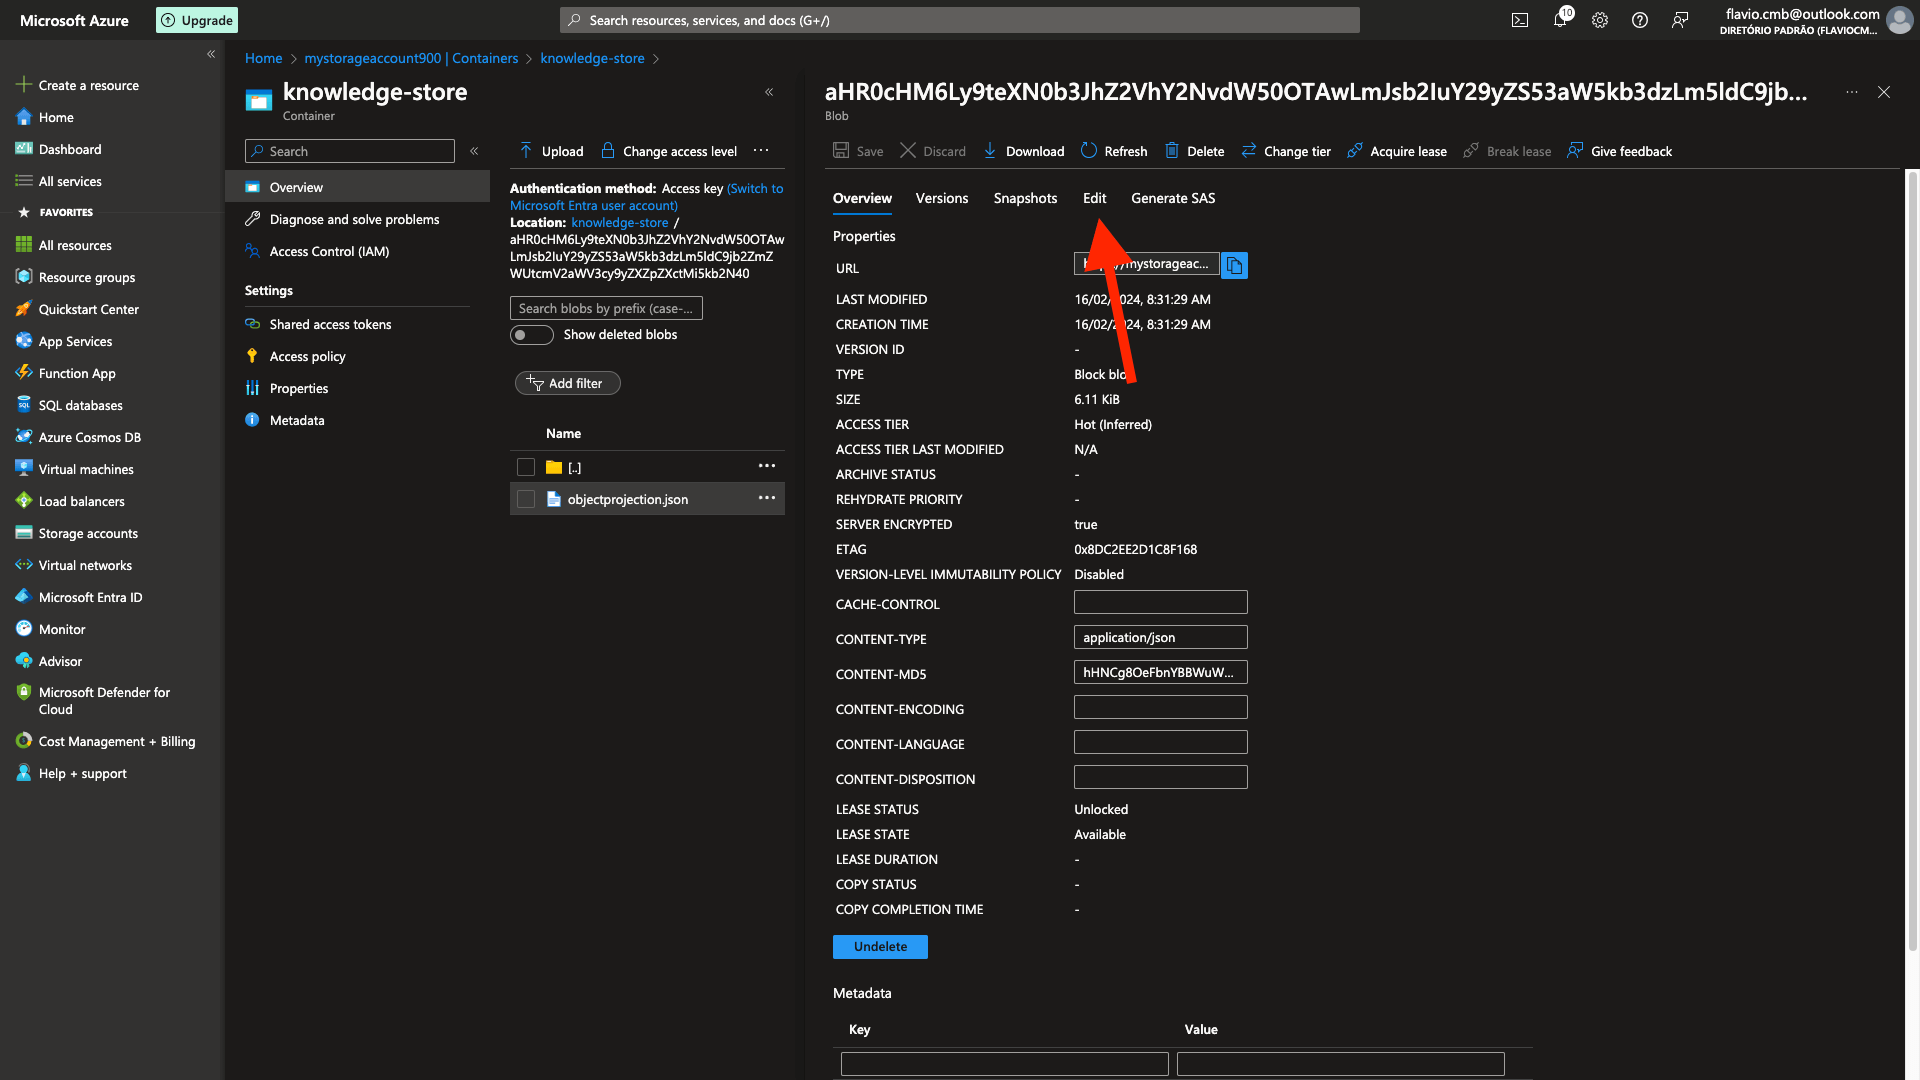 Microsoft Azure
Upgrade
Search resources, services, and docs (G+/)
10
flavio.cmb@outlook.com
DIRETÓRIO PADRÃO (FLAVIOCM...
Create a resource
Home
Dashboard
All services
FAVORITES
All resources
Resource groups
Quickstart Center
App Services
Function App
SQL databases
Azure Cosmos DB
Virtual machines
Load balancers
Storage accounts
Virtual networks
Microsoft Entra ID
Monitor
Advisor
Microsoft Defender for
Cloud
Cost Management + Billing
Help + support
Home > mystorageaccount900 | Containers > knowledge-store >
knowledge-store
Container
Search
Overview
Diagnose and solve problems
Access Control (IAM)
Settings
Shared access tokens
Access policy
Properties
Metadata
Upload
Change access level
Authentication method: Access key (Switch to
Microsoft Entra user account)
Location: knowledge-store /
aHR0cHM6Ly9teXN0b3JhZ2VhY2NvdW50OTAw
LmJsb2IuY29yZS53aW5kb3dzLm5ldC9jb2ZmZ
WUtcmV2aWV3cy9yZXZpZXctMi5kb2N40
Search blobs by prefix (case-...
Show deleted blobs
Add filter
Name
[..]
objectprojection.json
aHR0cHM6Ly9teXN0b3JhZ2VhY2NvdW50OTAwLmJsb2IuY29yZS53aW5kb3dzLm5ldC9jb...
Blob
Save
Discard
Download
Refresh
Delete
Change tier
Acquire lease
Break lease
Give feedback
Overview
Versions
Snapshots
Edit
Generate SAS
Properties
URL
LAST MODIFIED 16/02/2024, 8:31:29 AM
CREATION TIME 16/02/2024, 8:31:29 AM
VERSION ID -
TYPE Block
SIZE 6.11 KiB
ACCESS TIER Hot (Inferred)
ACCESS TIER LAST MODIFIED N/A
ARCHIVE STATUS -
REHYDRATE PRIORITY -
SERVER ENCRYPTED true
ETAG 0x8DC2EE2D1C8F168
VERSION-LEVEL IMMUTABILITY POLICY Disabled
CACHE-CONTROL
CONTENT-TYPE application/json
CONTENT-MD5 hHNCg8OeFbnYBBWuW...
CONTENT-ENCODING
CONTENT-LANGUAGE
CONTENT-DISPOSITION
LEASE STATUS Unlocked
LEASE STATE Available
LEASE DURATION -
COPY STATUS -
COPY COMPLETION TIME -
Undelete
Metadata
Key Value